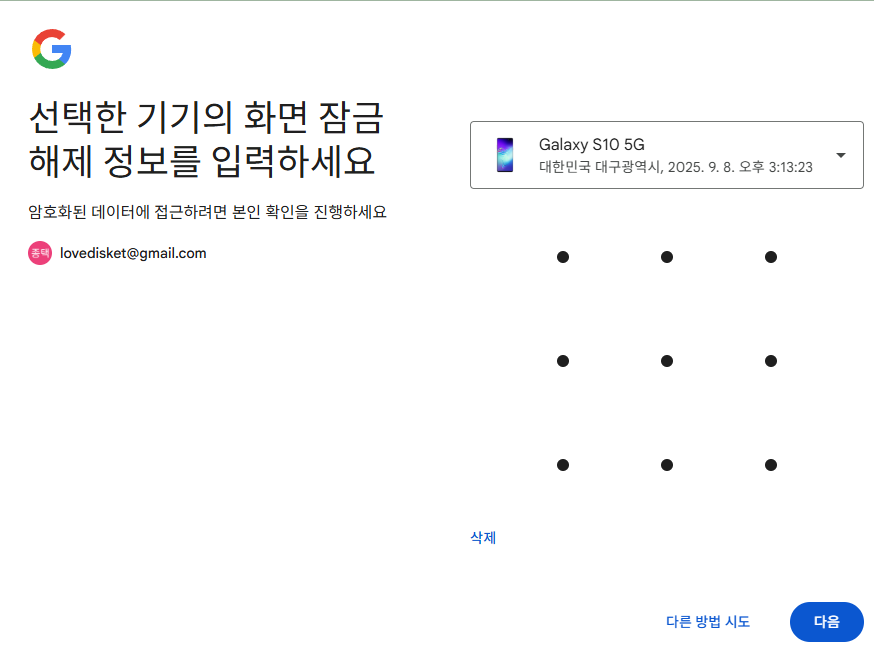 선택한 기기의 화면 잠금
해제 정보를 입력하세요
암호화된 데이터에 접근하려면 본인 확인을 진행하세요
종택
lovedisket@gmail.com
Galaxy S10 5G
대한민국 대구광역시, 2025. 9. 8. 오후 3:13:23
삭제
다른 방법 시도
다음